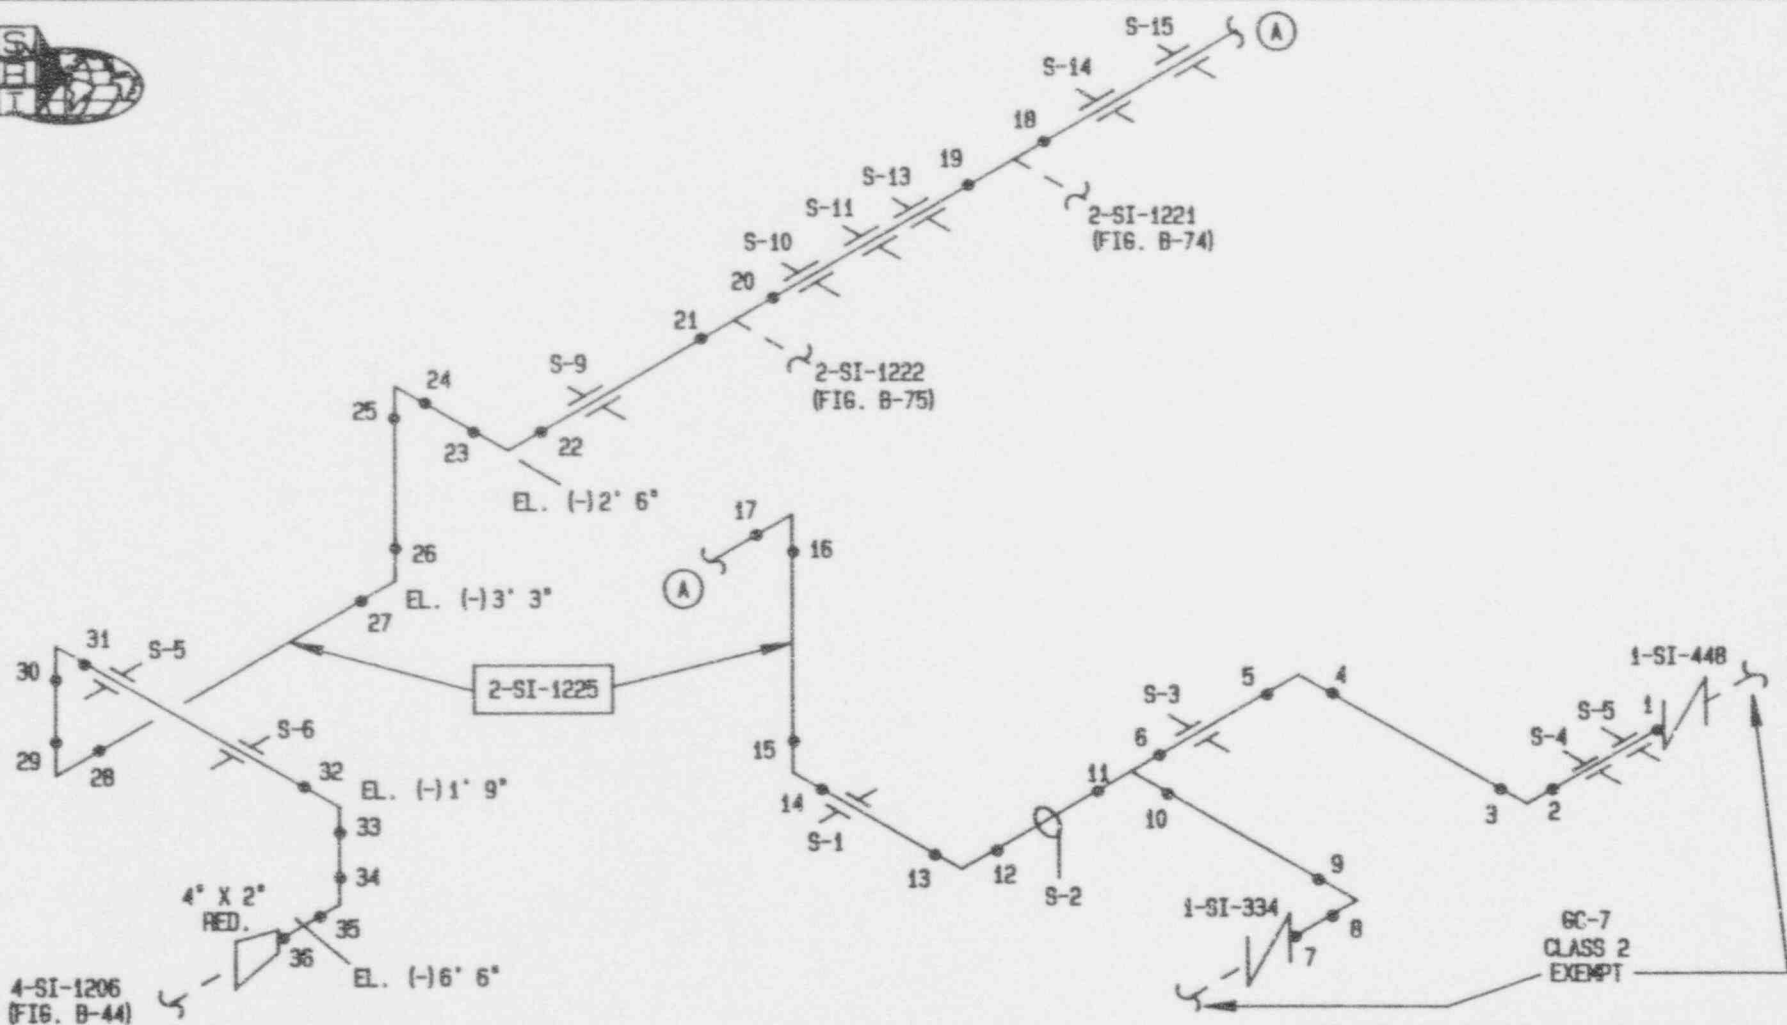 S
E
I
S-15
A
S-14
18
19
S-13
2-SI-1221
(FIG. B-74)
S-11
S-10
20
21
2-SI-1222
(FIG. B-75)
S-9
24
25
23
22
EL. (-)2' 6"
17
16
26
A
EL. (-)3' 3"
27
31
S-5
30
2-SI-1225
1-SI-448
5
4
S-3
S-5
1
S-4
29
28
S-6
15
6
32
EL. (-)1' 9"
11
14
10
3
2
33
S-1
9
34
13
12
4" X 2"
RED.
S-2
1-SI-334
8
35
7
36
EL. (-)6' 6"
GC-7
CLASS 2
EXEMPT
4-SI-1206
(FIG. B-44)